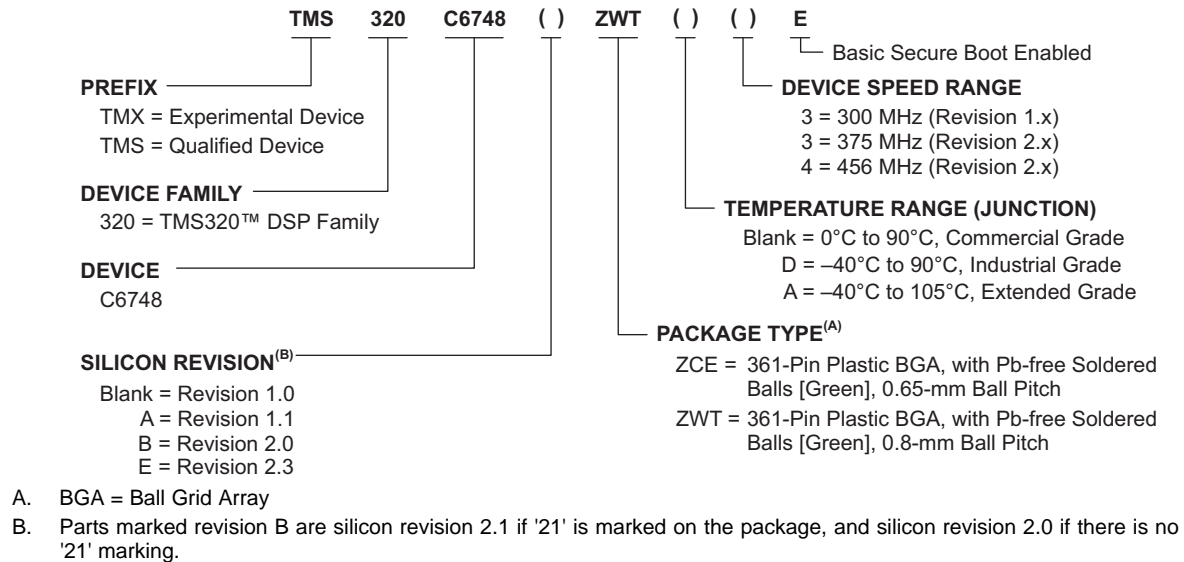 TMS 320 C6748 ( ) ZWT ( ) ( ) E
Basic Secure Boot Enabled
PREFIX
TMX = Experimental Device
TMS = Qualified Device
DEVICE SPEED RANGE
3 = 300 MHz (Revision 1.x)
3 = 375 MHz (Revision 2.x)
4 = 456 MHz (Revision 2.x)
DEVICE FAMILY
320 = TMS320™ DSP Family
TEMPERATURE RANGE (JUNCTION)
Blank = 0°C to 90°C, Commercial Grade
D = –40°C to 90°C, Industrial Grade
A = –40°C to 105°C, Extended Grade
DEVICE
C6748
PACKAGE TYPE(A)
ZCE = 361-Pin Plastic BGA, with Pb-free Soldered
Balls [Green], 0.65-mm Ball Pitch
ZWT = 361-Pin Plastic BGA, with Pb-free Soldered
Balls [Green], 0.8-mm Ball Pitch
SILICON REVISION(B)
Blank = Revision 1.0
A = Revision 1.1
B = Revision 2.0
E = Revision 2.3
A. BGA = Ball Grid Array
B. Parts marked revision B are silicon revision 2.1 if '21' is marked on the package, and silicon revision 2.0 if there is no
'21' marking.